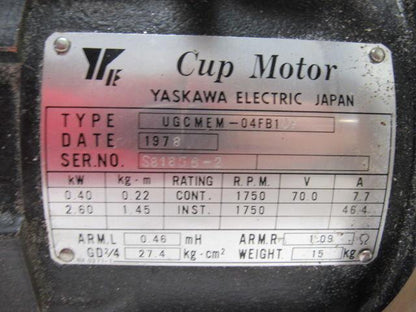 Cup Motor
YASKAWA ELECTRIC JAPAN
TYPE UGCMEM-04FB1
DATE 1978
SER.NO.
kW kg-m RATING R.P.M. V A
0.40 0.22 CONT. 1750 70.0 7.7
2.60 1.45 INST. 1750 46.4
ARM.L 0.46 mH ARM.R 1.09 Ω
GD²/4 27.4 kg-cm² WEIGHT 15 kg